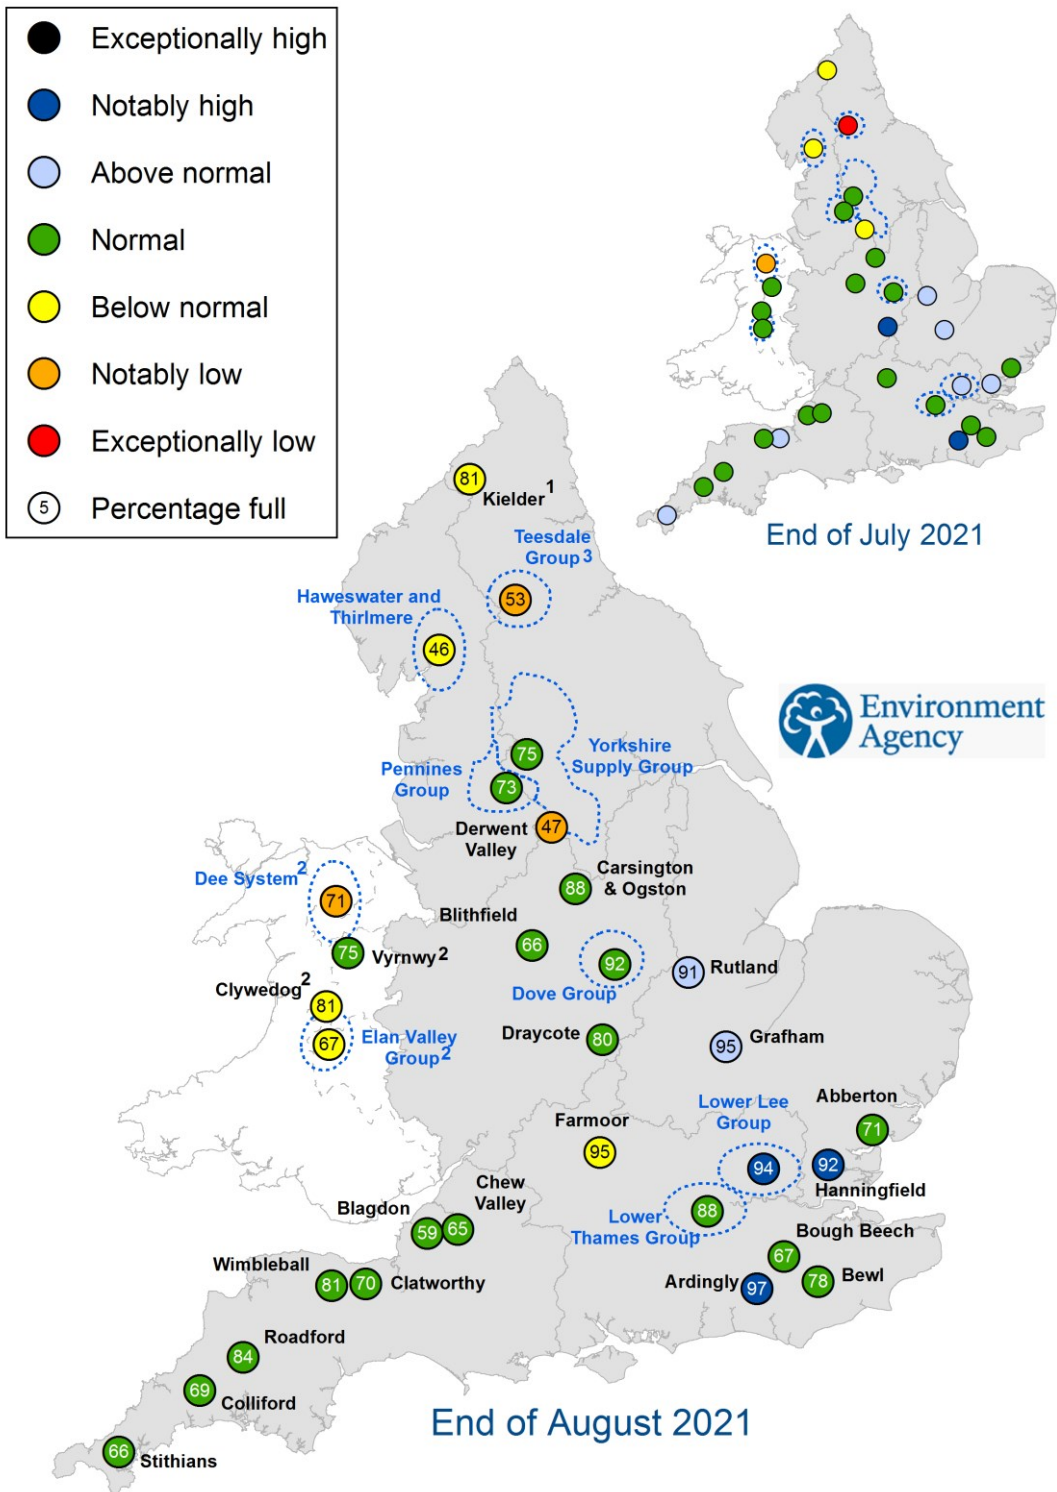 Exceptionally high
Notably high
Above normal
Normal
Below normal
Notably low
Exceptionally low
5 Percentage full
End of July 2021
81
Kielder 1
Teesdale
Group 3
53
Haweswater and
Thirlmere
46
Environment
Agency
75
Yorkshire
Supply Group
Pennines
Group
73
Derwent
Valley
47
Carsington
& Ogston
88
Dee System 2
71
Blithfield
66
75
Vyrnwy 2
92
Dove Group
91
Rutland
Clywedog 2
81
67
Elan Valley
Group 2
Draycote
80
95
Grafham
Abberton
71
Lower Lee
Group
94
92
Hanningfield
Farmoor
95
Chew
Valley
65
Blagdon
59
88
Lower
Thames Group
Bough Beech
67
Ardingly
97
78
Bewl
Wimbleball
81
70
Clatworthy
Roadford
84
69
Colliford
66
Stithians
End of August 2021